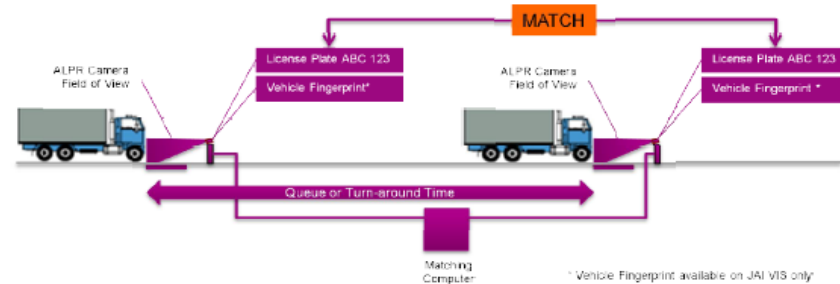 MATCH
License Plate ABC 123
Vehicle Fingerprint*
ALPR Camera
Field of View
License Plate ABC 123
Vehicle Fingerprint *
ALPR Camera
Field of View
Queue or Turn-around Time
Matching
Computer
* Vehicle Fingerprint available on JAI VIS only*